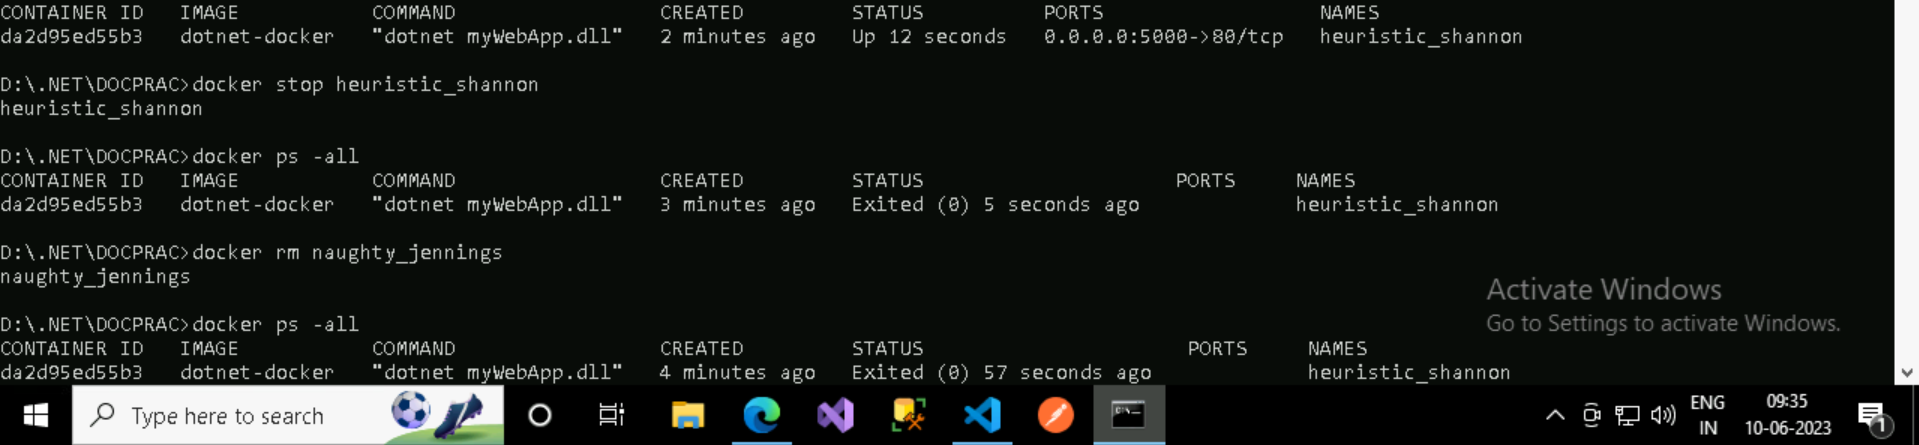 CONTAINER ID   IMAGE           COMMAND                 CREATED         STATUS          PORTS                  NAMES
da2d95ed55b3   dotnet-docker   "dotnet myWebApp.dll"   2 minutes ago   Up 12 seconds   0.0.0.0:5000->80/tcp   heuristic_shannon
D:\.NET\DOCPRAC>docker stop heuristic_shannon
heuristic_shannon
D:\.NET\DOCPRAC>docker ps -all
CONTAINER ID   IMAGE           COMMAND                 CREATED         STATUS                     PORTS     NAMES
da2d95ed55b3   dotnet-docker   "dotnet myWebApp.dll"   3 minutes ago   Exited (0) 5 seconds ago             heuristic_shannon
D:\.NET\DOCPRAC>docker rm naughty_jennings
naughty_jennings
D:\.NET\DOCPRAC>docker ps -all
CONTAINER ID   IMAGE           COMMAND                 CREATED         STATUS                      PORTS     NAMES
da2d95ed55b3   dotnet-docker   "dotnet myWebApp.dll"   4 minutes ago   Exited (0) 57 seconds ago             heuristic_shannon
Activate Windows
Go to Settings to activate Windows.
Type here to search
ENG
IN
09:35
10-06-2023
1